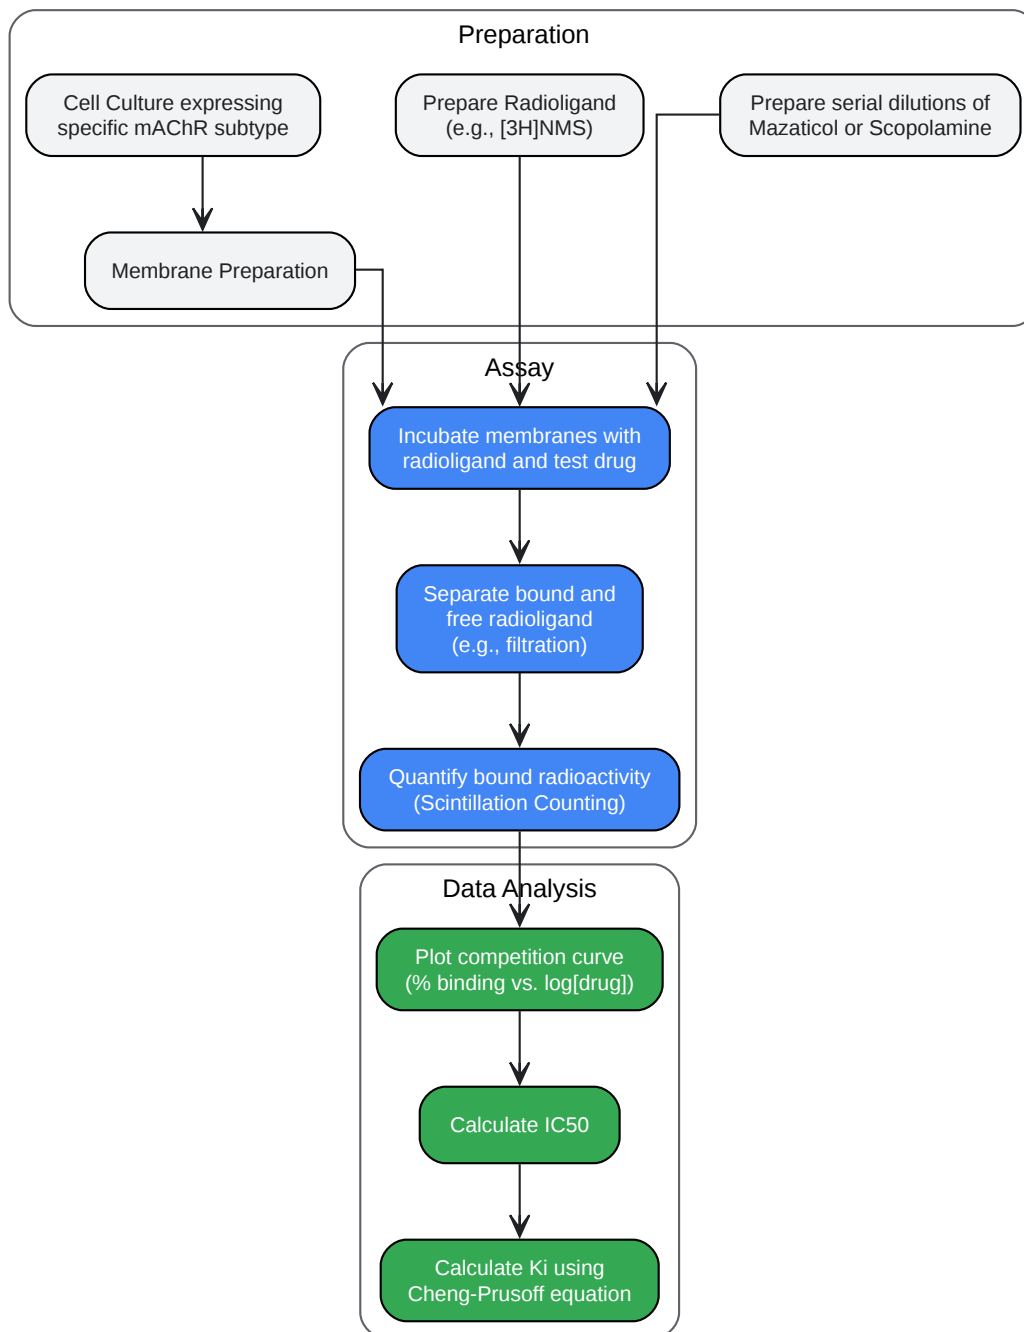 Preparation
Cell Culture expressing
specific mAChR subtype
Prepare Radioligand
(e.g., [3H]NMS)
Prepare serial dilutions of
Mazaticol or Scopolamine
Membrane Preparation
Assay
Incubate membranes with
radioligand and test drug
Separate bound and
free radioligand
(e.g., filtration)
Quantify bound radioactivity
(Scintillation Counting)
Data Analysis
Plot competition curve
(% binding vs. log[drug])
Calculate IC50
Calculate Ki using
Cheng-Prusoff equation